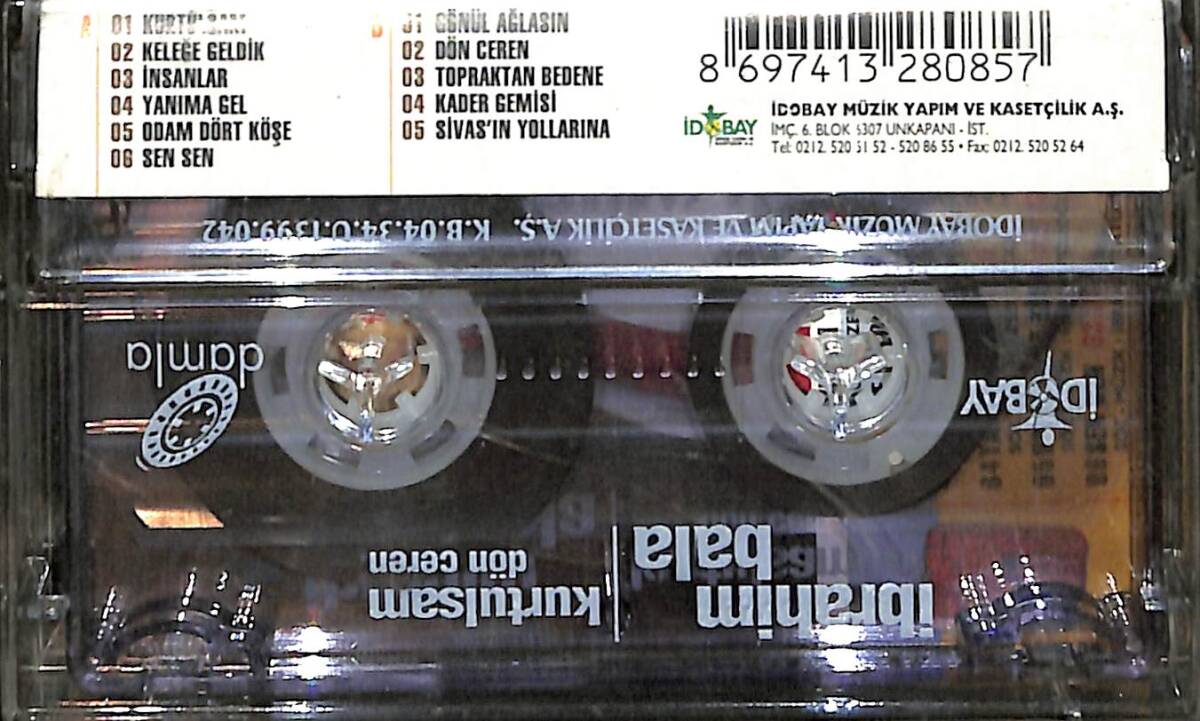 A
01 KURTULSAM
02 KELEĞE GELDİK
03 İNSANLAR
04 YANIMA GEL
05 ODAM DÖRT KÖŞE
06 SEN SEN
B
01 GÖNÜL AĞLASIN
02 DÖN CEREN
03 TOPRAKTAN BEDENE
04 KADER GEMİSİ
05 SİVAS'IN YOLLARINA
8 697413 280857
İDOBAY
İDOBAY MÜZİK YAPIM VE KASETÇİLİK A.Ş.
İMÇ. 6. BLOK 6307 UNKAPANI - İST.
Tel: 0212. 520 51 52 - 520 86 55 • Fax: 0212. 520 52 64
İDOBAY MÜZİK YAPIM VE KASETÇİLİK A.Ş. K.B.04.34.U.1399.042
damla
İDOBAY
ibrahim
bala
kurtulsam
dön ceren